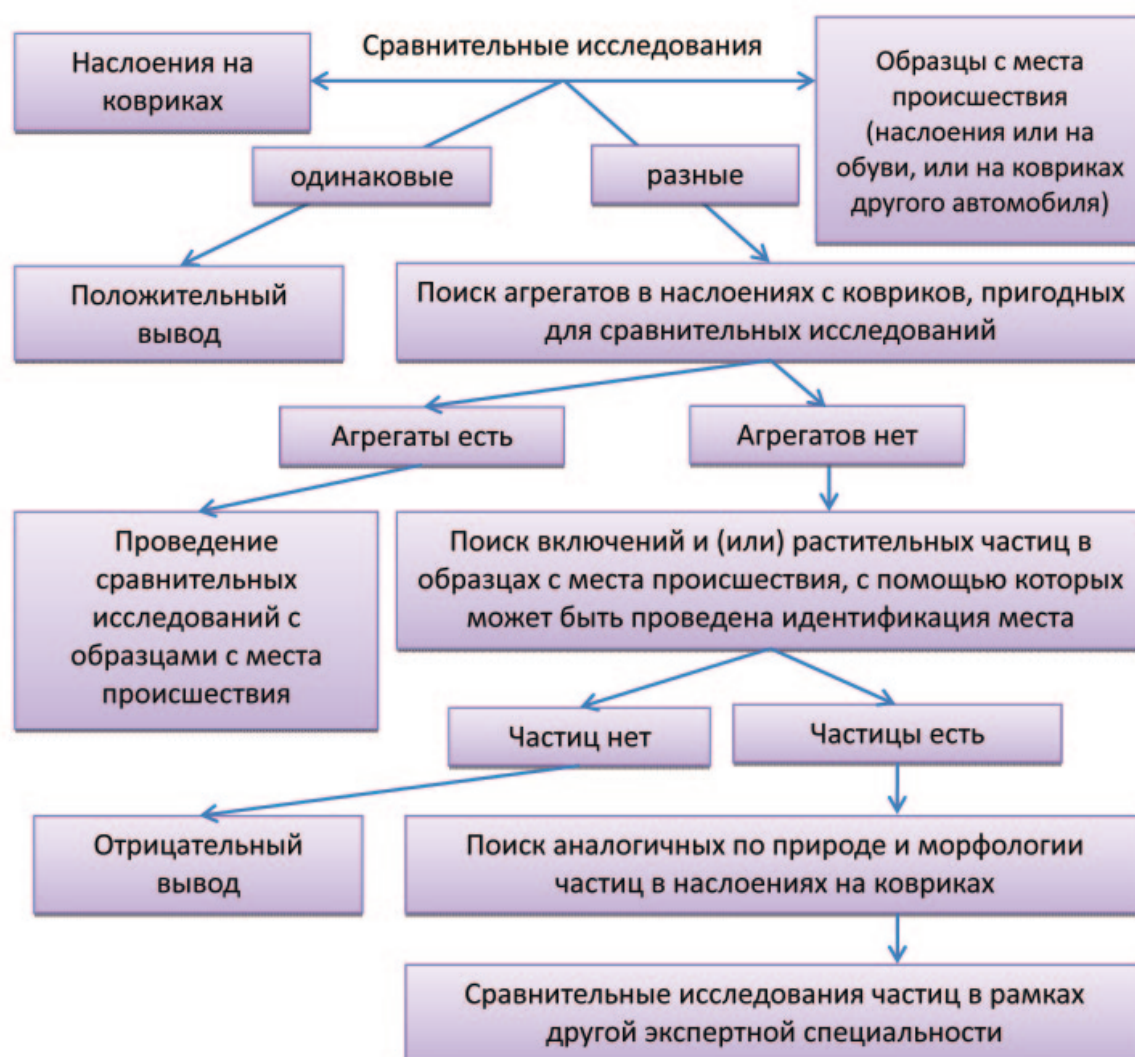 Сравнительные исследования
Наслоения на
ковриках
Образцы с места
происшествия
(наслоения или на
обуви, или на ковриках
другого автомобиля)
одинаковые
разные
Положительный
вывод
Поиск агрегатов в наслоениях с ковриков, пригодных
для сравнительных исследований
Агрегаты есть
Агрегатов нет
Проведение
сравнительных
исследований с
образцами с места
происшествия
Поиск включений и (или) растительных частиц в
образцах с места происшествия, с помощью которых
может быть проведена идентификация места
Частиц нет
Частицы есть
Отрицательный
вывод
Поиск аналогичных по природе и морфологии
частиц в наслоениях на ковриках
Сравнительные исследования частиц в рамках
другой экспертной специальности